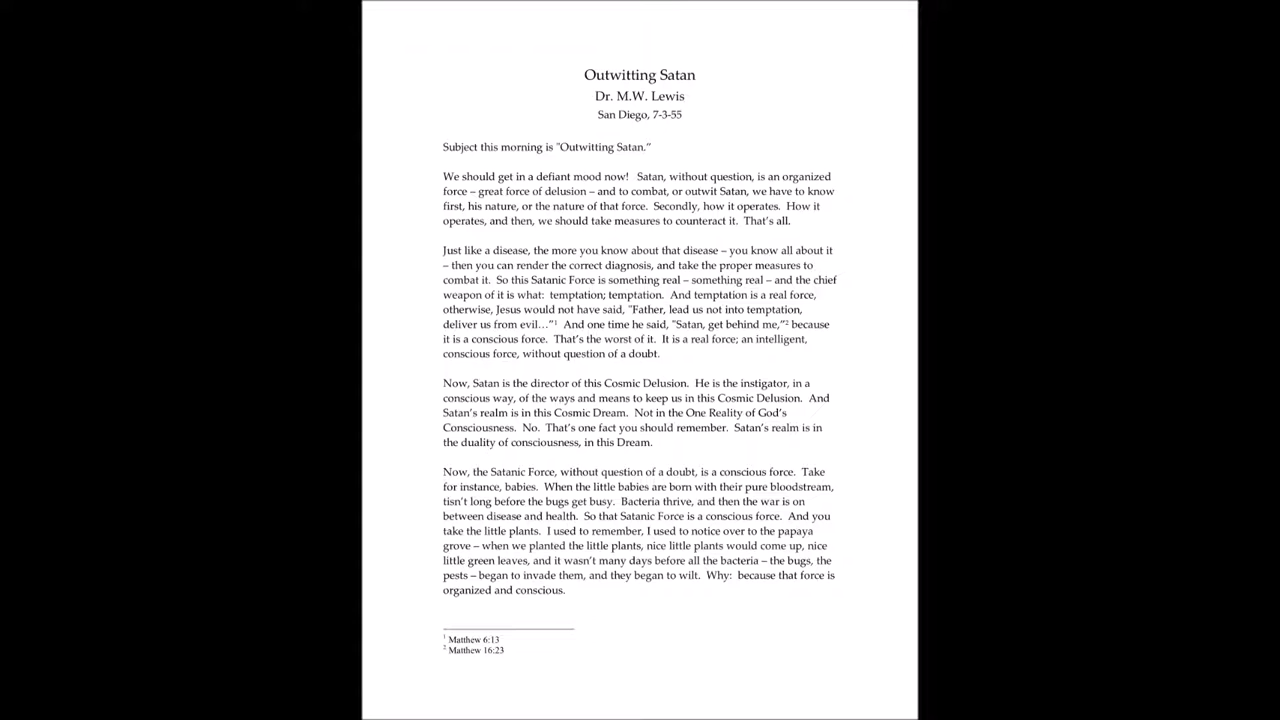 Outwitting Satan
Dr. M.W. Lewis
San Diego, 7-3-55
Subject this morning is "Outwitting Satan."
We should get in a defiant mood now!  Satan, without question, is an organized
force – great force of delusion – and to combat, or outwit Satan, we have to know
first, his nature, or the nature of that force.  Secondly, how it operates.  How it
operates, and then, we should take measures to counteract it.  That's all.
Just like a disease, the more you know about that disease – you know all about it
– then you can render the correct diagnosis, and take the proper measures to
combat it.  So this Satanic Force is something real – something real – and the chief
weapon of it is what:  temptation; temptation.  And temptation is a real force,
otherwise, Jesus would not have said, "Father, lead us not into temptation,
deliver us from evil…"¹  And one time he said, "Satan, get behind me,"² because
it is a conscious force.  That's the worst of it.  It is a real force; an intelligent,
conscious force, without question of a doubt.
Now, Satan is the director of this Cosmic Delusion.  He is the instigator, in a
conscious way, of the ways and means to keep us in this Cosmic Delusion.  And
Satan's realm is in this Cosmic Dream.  Not in the One Reality of God's
Consciousness.  No.  That's one fact you should remember.  Satan's realm is in
the duality of consciousness, in this Dream.
Now, the Satanic Force, without question of a doubt, is a conscious force.  Take
for instance, babies.  When the little babies are born with their pure bloodstream,
tisn't long before the bugs get busy.  Bacteria thrive, and then the war is on
between disease and health.  So that Satanic Force is a conscious force.  And you
take the little plants.  I used to remember, I used to notice over to the papaya
grove – when we planted the little plants, nice little plants would come up, nice
little green leaves, and it wasn't many days before all the bacteria – the bugs, the
pests – began to invade them, and they began to wilt.  Why:  because that force is
organized and conscious.
¹ Matthew 6:13
² Matthew 16:23